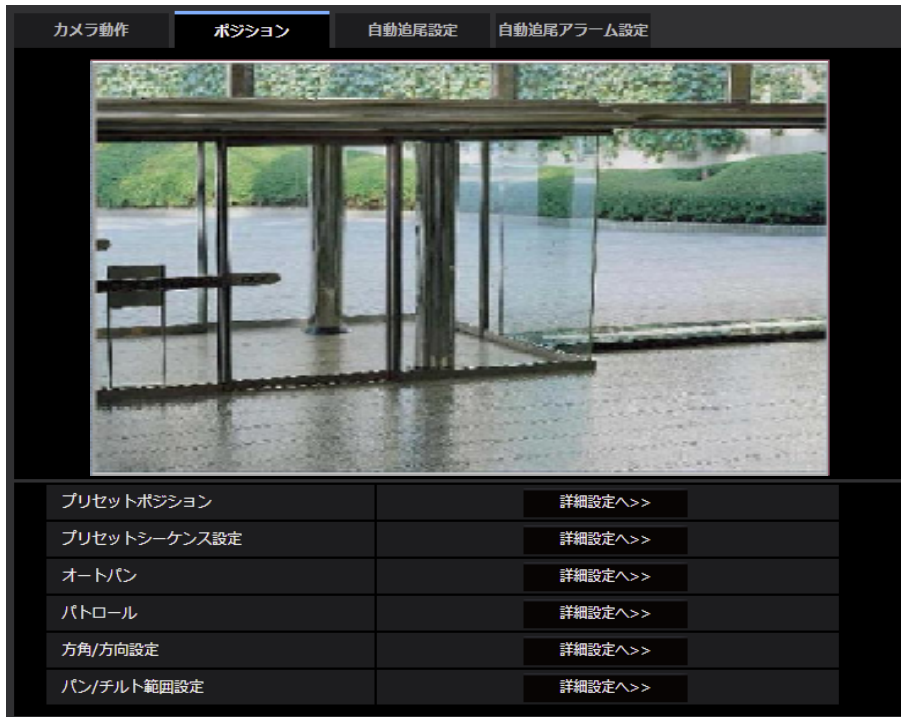 カメラ動作 ポジション 自動追尾設定 自動追尾アラーム設定
プリセットポジション 詳細設定へ>>
プリセットシーケンス設定 詳細設定へ>>
オートパン 詳細設定へ>>
パトロール 詳細設定へ>>
方角/方向設定 詳細設定へ>>
パン/チルト範囲設定 詳細設定へ>>